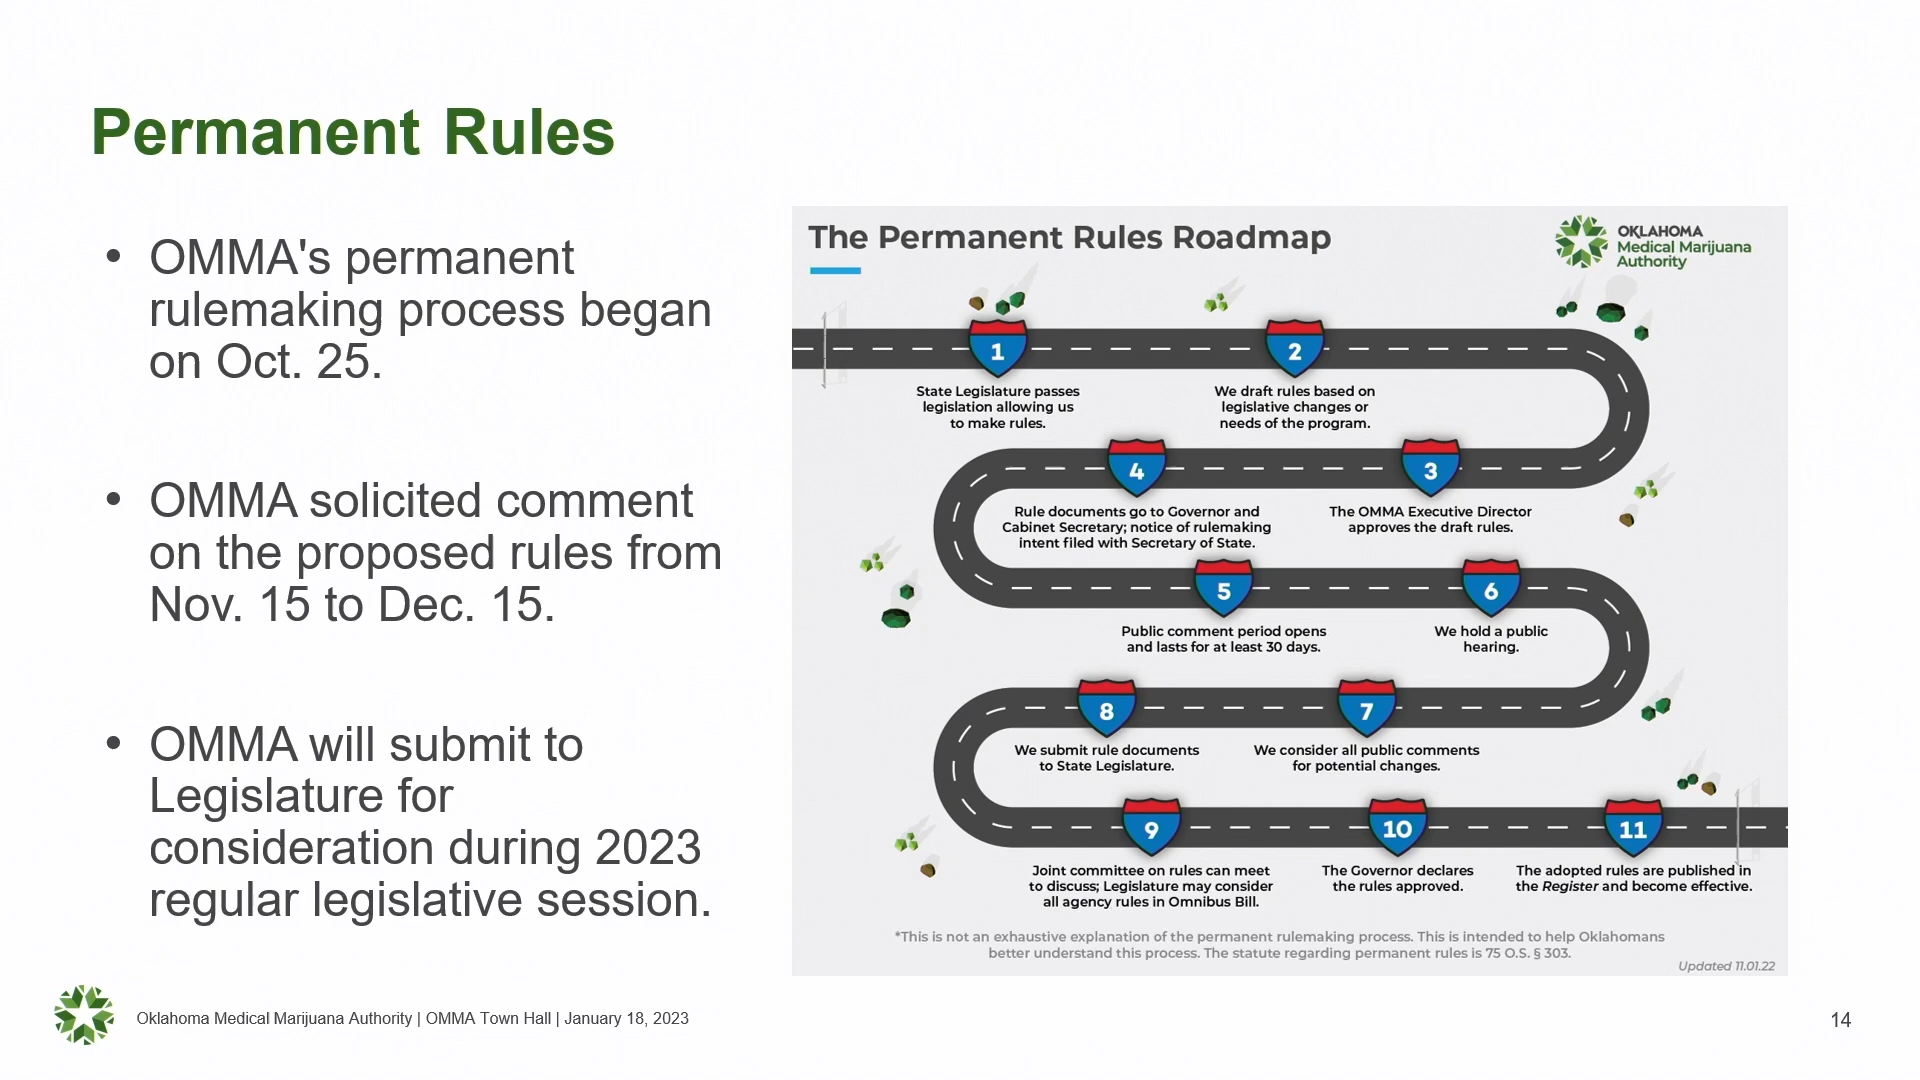 Permanent Rules
• OMMA's permanent
rulemaking process began
on Oct. 25.
• OMMA solicited comment
on the proposed rules from
Nov. 15 to Dec. 15.
• OMMA will submit to
Legislature for
consideration during 2023
regular legislative session.
The Permanent Rules Roadmap
OKLAHOMA
Medical Marijuana
Authority
1
State Legislature passes
legislation allowing us
to make rules.
2
We draft rules based on
legislative changes or
needs of the program.
3
The OMMA Executive Director
approves the draft rules.
4
Rule documents go to Governor and
Cabinet Secretary; notice of rulemaking
intent filed with Secretary of State.
5
Public comment period opens
and lasts for at least 30 days.
6
We hold a public
hearing.
7
We consider all public comments
for potential changes.
8
We submit rule documents
to State Legislature.
9
Joint committee on rules can meet
to discuss; Legislature may consider
all agency rules in Omnibus Bill.
10
The Governor declares
the rules approved.
11
The adopted rules are published in
the Register and become effective.
*This is not an exhaustive explanation of the permanent rulemaking process. This is intended to help Oklahomans
better understand this process. The statute regarding permanent rules is 75 O.S. § 303.
Updated 11.01.22
Oklahoma Medical Marijuana Authority | OMMA Town Hall | January 18, 2023
14